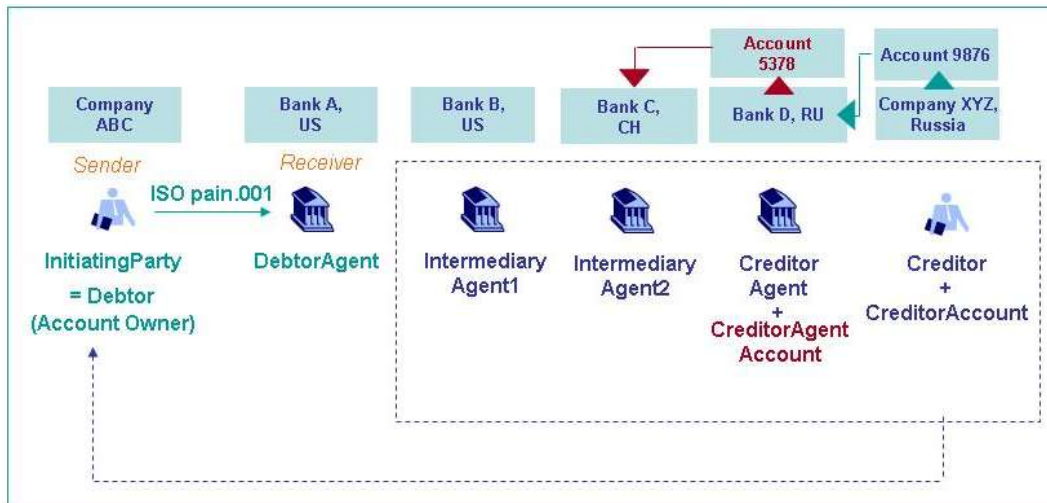 Account
5378
Account 9876
Company
ABC
Bank A,
US
Bank B,
US
Bank C,
CH
Bank D, RU
Company XYZ,
Russia
Sender
Receiver
ISO pain.001
InitiatingParty
= Debtor
(Account Owner)
DebtorAgent
Intermediary
Agent1
Intermediary
Agent2
Creditor
Agent
+
CreditorAgent
Account
Creditor
+
CreditorAccount